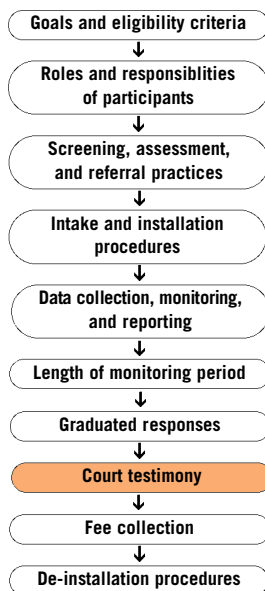 Goals and eligibility criteria
Roles and responsiblities
of participants
Screening, assessment,
and referral practices
Intake and installation
procedures
Data collection, monitoring,
and reporting
Length of monitoring period
Graduated responses
Court testimony
Fee collection
De-installation procedures